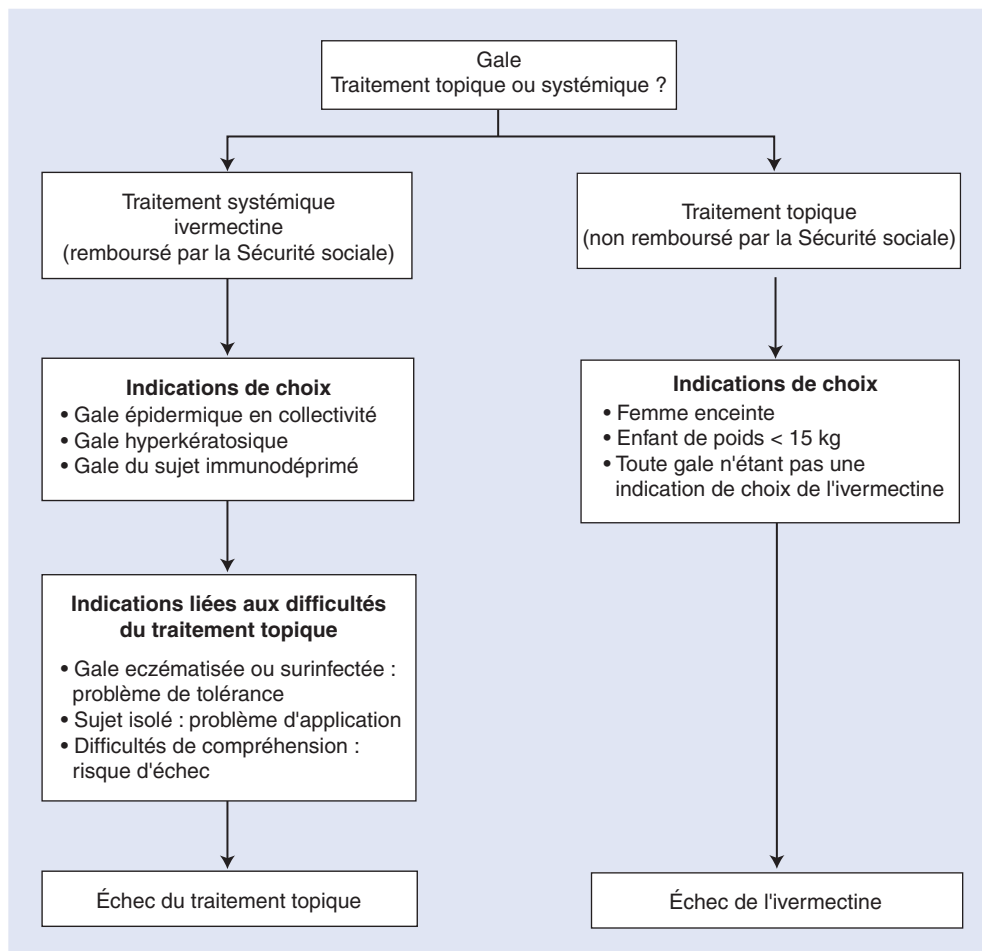 Gale
Traitement topique ou systémique ?
Traitement systémique
ivermectine
(remboursé par la Sécurité sociale)
Traitement topique
(non remboursé par la Sécurité sociale)
Indications de choix
• Gale épidermique en collectivité
• Gale hyperkératosique
• Gale du sujet immunodéprimé
Indications de choix
• Femme enceinte
• Enfant de poids < 15 kg
• Toute gale n'étant pas une
indication de choix de l'ivermectine
Indications liées aux difficultés
du traitement topique
• Gale eczématisée ou surinfectée :
problème de tolérance
• Sujet isolé : problème d'application
• Difficultés de compréhension :
risque d'échec
Échec du traitement topique
Échec de l'ivermectine